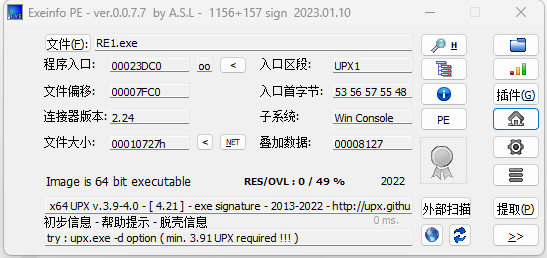 Exeinfo PE - ver.0.0.7.7 by A.S.L - 1156+157 sign 2023.01.10
文件(F): RE1.exe H
程序入口: 00023DC0 oo < 入口区段: UPX1
文件偏移: 00007FC0 入口首字节: 53 56 57 55 48 插件(G)
连接器版本: 2.24 子系统: Win Console PE
文件大小: 00010727h < NET 叠加数据: 00008127
Image is 64 bit executable RES/OVL : 0 / 49 % 2022
x64 UPX v.3.9-4.0 - [ 4.21 ] - exe signature - 2013-2022 - http://upx.githu 外部扫描 提取(P)
初步信息 - 帮助提示 - 脱壳信息 0 ms.
try : upx.exe -d option ( min. 3.91 UPX required !!! ) >>